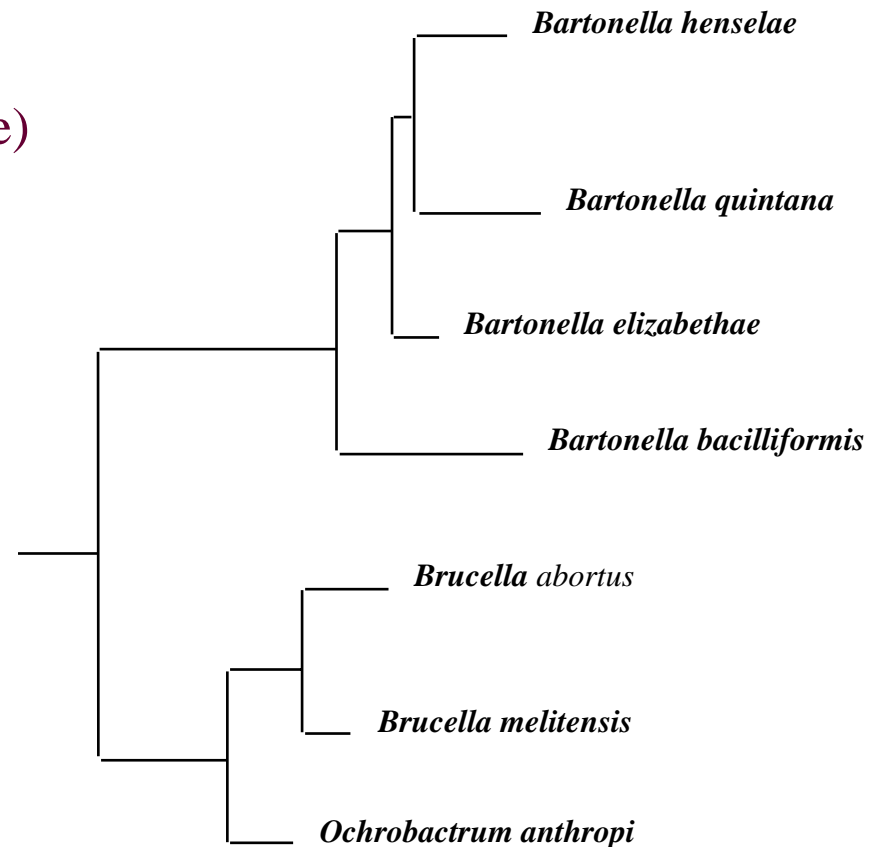 Bartonella henselae
e)
Bartonella quintana
Bartonella elizabethae
Bartonella bacilliformis
Brucella abortus
Brucella melitensis
Ochrobactrum anthropi